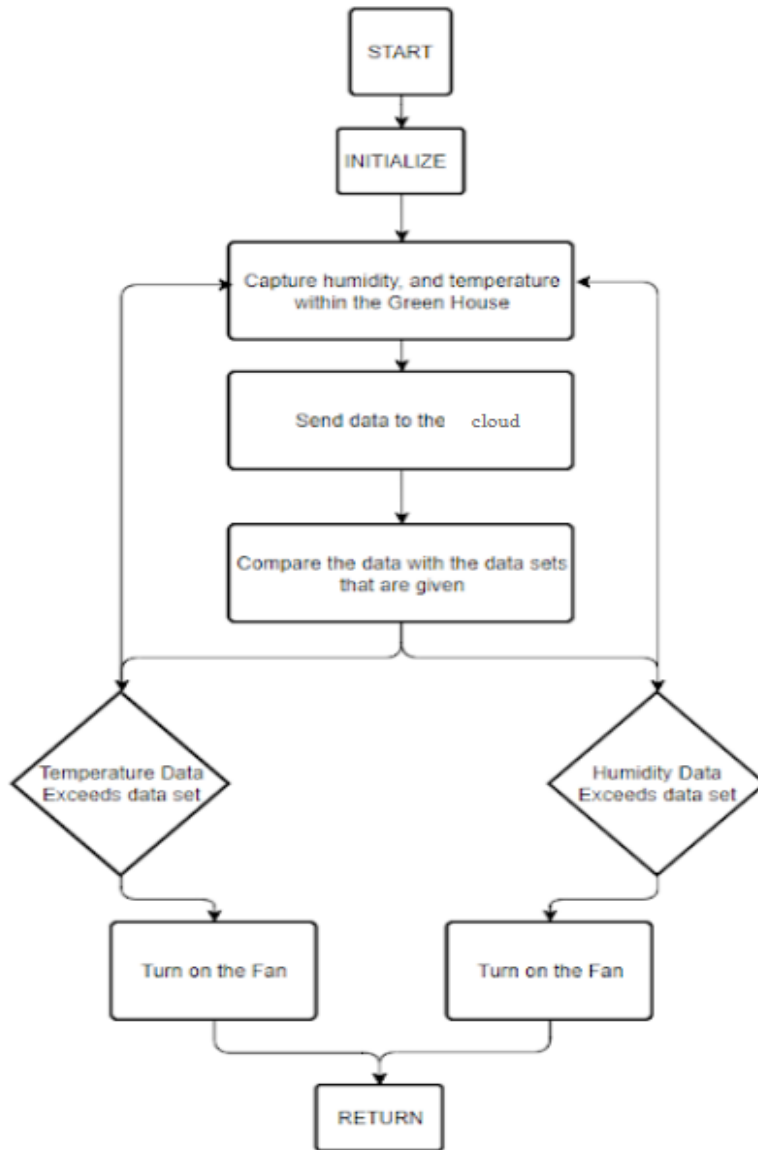 START
INITIALIZE
Capture humidity, and temperature
within the Green House
Send data to the cloud
Compare the data with the data sets
that are given
Temperature Data
Exceeds data set
Humidity Data
Exceeds data set
Turn on the Fan
Turn on the Fan
RETURN